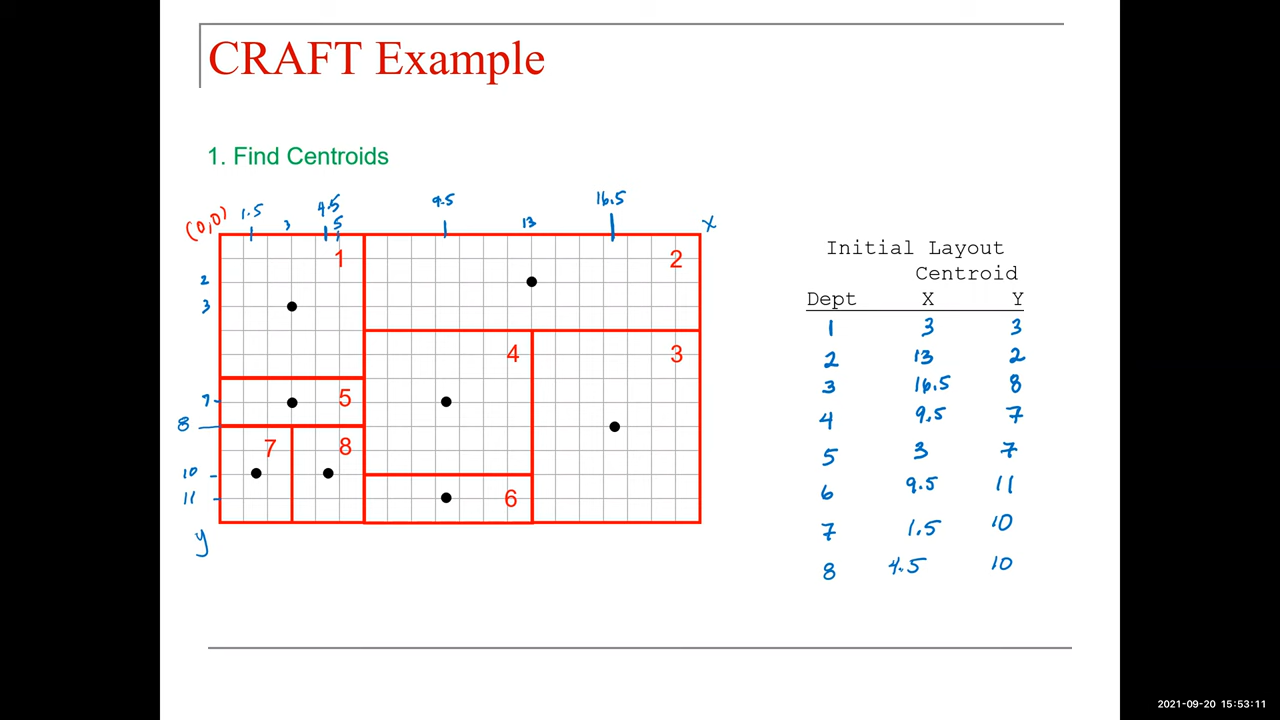 CRAFT Example
1. Find Centroids
(0,0) 1.5 3 4.5 5 9.5 13 16.5 X
1 2
2
3
4 3
7 5
8
7 8
10
11 6
y
Initial Layout
Centroid
Dept X Y
1 3 3
2 13 2
3 16.5 8
4 9.5 7
5 3 7
6 9.5 11
7 1.5 10
8 4.5 10
2021-09-20 15:53:11